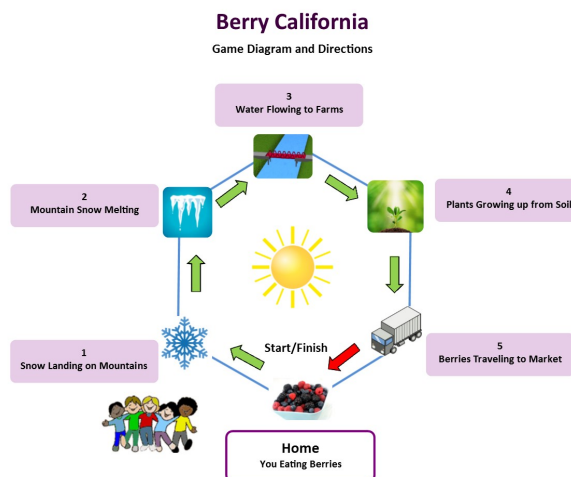 Berry California
Game Diagram and Directions
3
Water Flowing to Farms
2
Mountain Snow Melting
4
Plants Growing up from Soil
1
Snow Landing on Mountains
Start/Finish
5
Berries Traveling to Market
Home
You Eating Berries